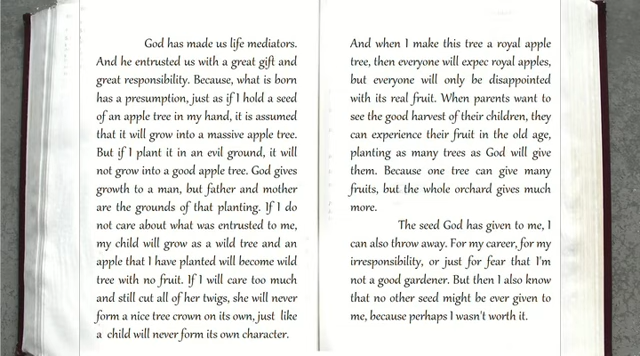 God has made us life mediators.
And he entrusted us with a great gift and
great responsibility. Because, what is born
has a presumption, just as if I hold a seed
of an apple tree in my hand, it is assumed
that it will grow into a massive apple tree.
But if I plant it in an evil ground, it will
not grow into a good apple tree. God gives
growth to a man, but father and mother
are the grounds of that planting. If I do
not care about what was entrusted to me,
my child will grow as a wild tree and an
apple that I have planted will become wild
tree with no fruit. If I will care too much
and still cut all of her twigs, she will never
form a nice tree crown on its own, just like
a child will never form its own character.
And when I make this tree a royal apple
tree, then everyone will expec royal apples,
but everyone will only be disappointed
with its real fruit. When parents want to
see the good harvest of their children, they
can experience their fruit in the old age,
planting as many trees as God will give
them. Because one tree can give many
fruits, but the whole orchard gives much
more.
The seed God has given to me, I
can also throw away. For my career, for my
irresponsibility, or just for fear that I'm
not a good gardener. But then I also know
that no other seed might be ever given to
me, because perhaps I wasn't worth it.